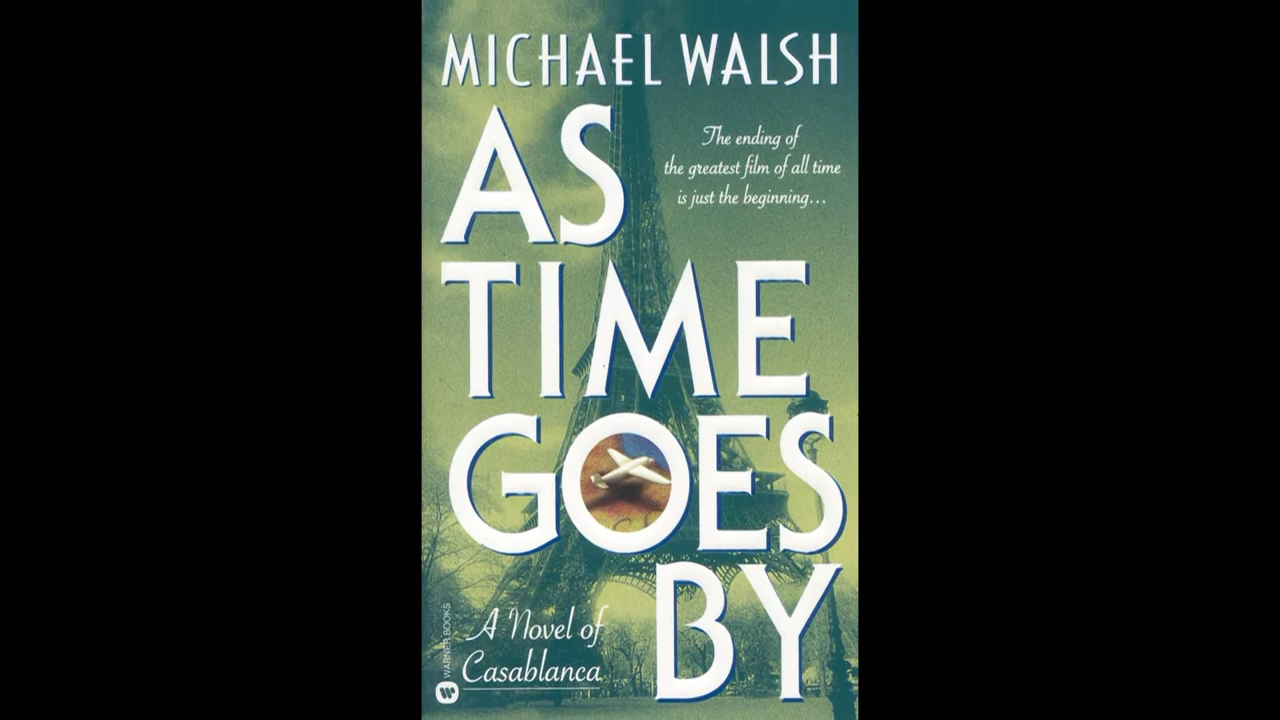 MICHAEL WALSH
AS
The ending of
the greatest film of all time
is just the beginning...
TIME
GOES
BY
A Novel of
Casablanca
WARNER BOOKS